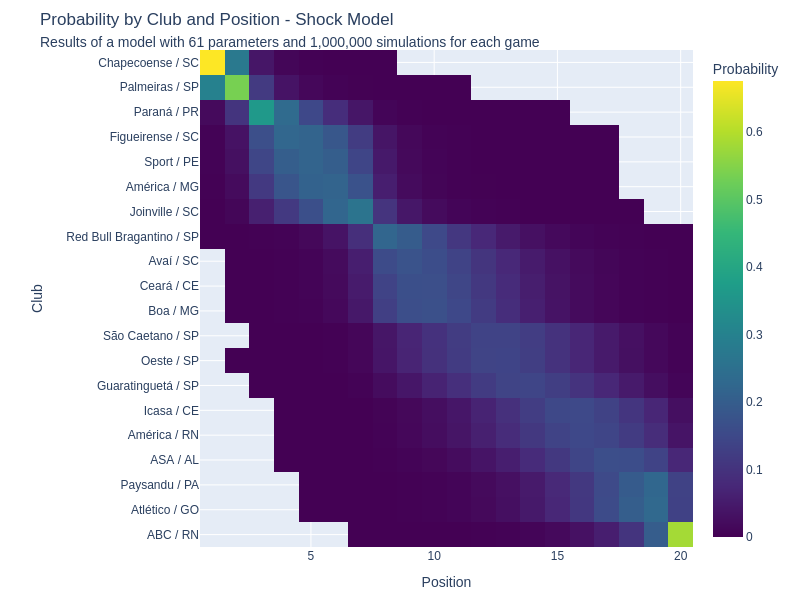 Probability by Club and Position - Shock Model
Results of a model with 61 parameters and 1,000,000 simulations for each game
Probability
Chapecoense / SC
Palmeiras / SP
Paraná / PR
Figueirense / SC
Sport / PE
América / MG
Joinville / SC
Red Bull Bragantino / SP
Avaí / SC
Ceará / CE
Boa / MG
São Caetano / SP
Oeste / SP
Guaratinguetá / SP
Icasa / CE
América / RN
ASA / AL
Paysandu / PA
Atlético / GO
ABC / RN
Club
5
10
15
20
Position
0.6
0.5
0.4
0.3
0.2
0.1
0